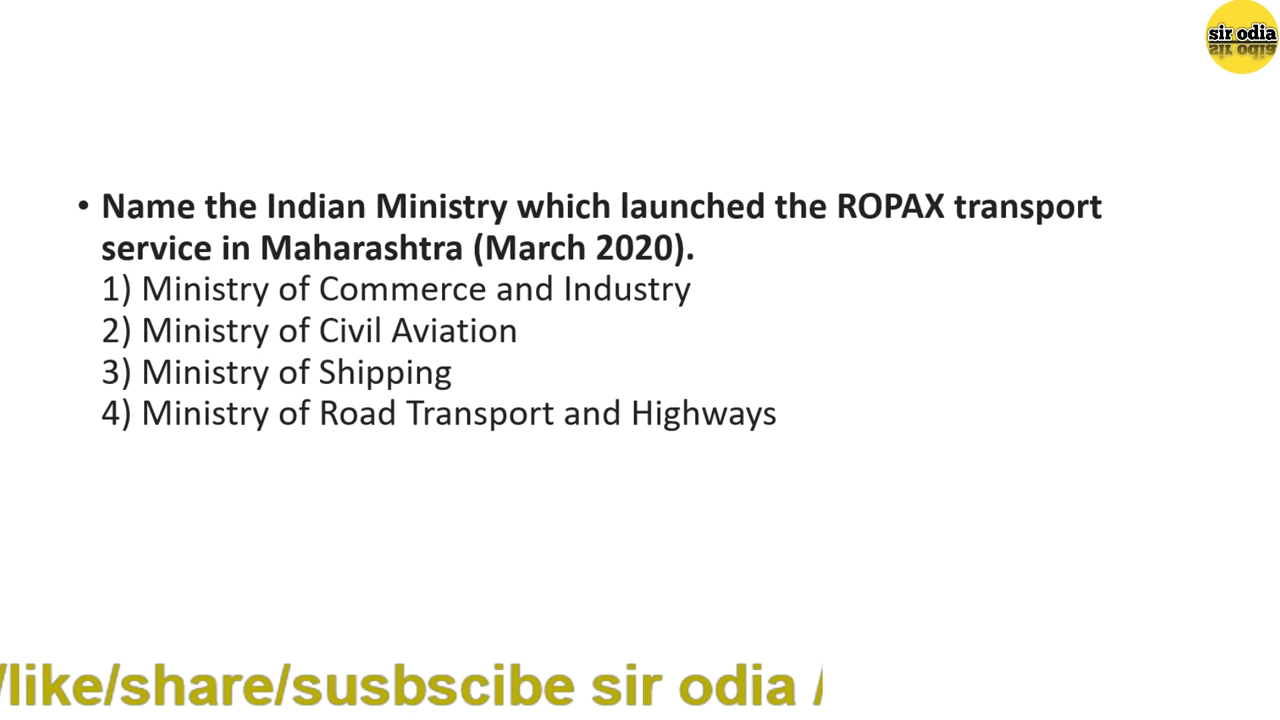 sir odia
• Name the Indian Ministry which launched the ROPAX transport
service in Maharashtra (March 2020).
1) Ministry of Commerce and Industry
2) Ministry of Civil Aviation
3) Ministry of Shipping
4) Ministry of Road Transport and Highways
/like/share/susbscibe sir odia /